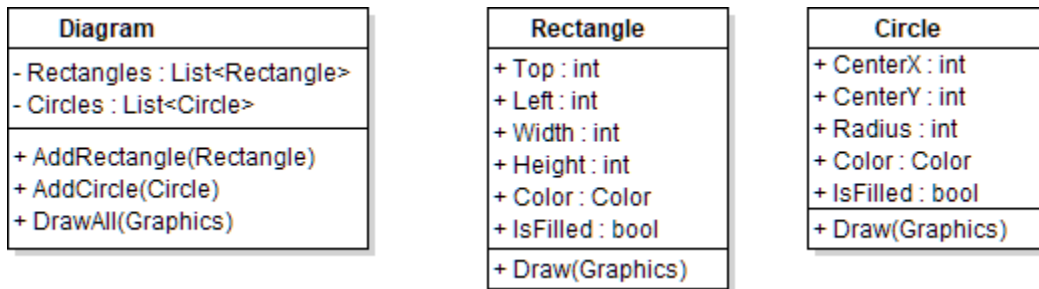 Diagram
- Rectangles : List<Rectangle>
- Circles : List<Circle>
+ AddRectangle(Rectangle)
+ AddCircle(Circle)
+ DrawAll(Graphics)
Rectangle
+ Top : int
+ Left : int
+ Width : int
+ Height : int
+ Color : Color
+ IsFilled : bool
+ Draw(Graphics)
Circle
+ CenterX : int
+ CenterY : int
+ Radius : int
+ Color : Color
+ IsFilled : bool
+ Draw(Graphics)